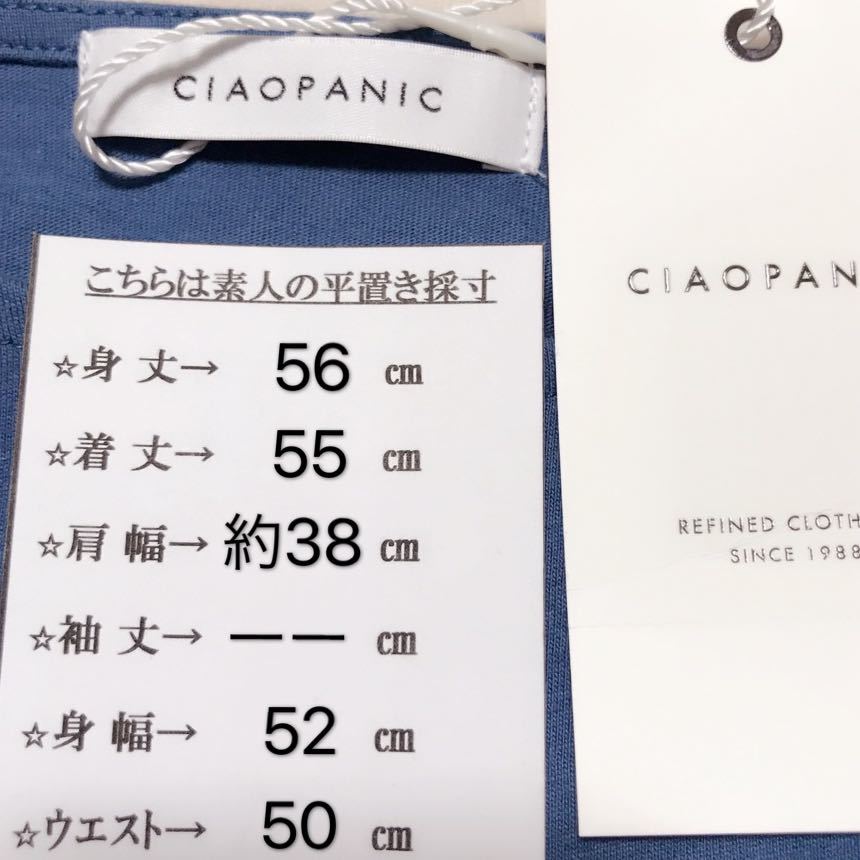 CIAOPANIC
こちらは素人の平置き採寸
☆身 丈→ 56 cm
☆着 丈→ 55 cm
☆肩 幅→ 約38 cm
☆袖 丈→ ーー cm
☆身 幅→ 52 cm
☆ウエスト→ 50 cm
CIAOPAN
REFINED CLOTH
SINCE 1988